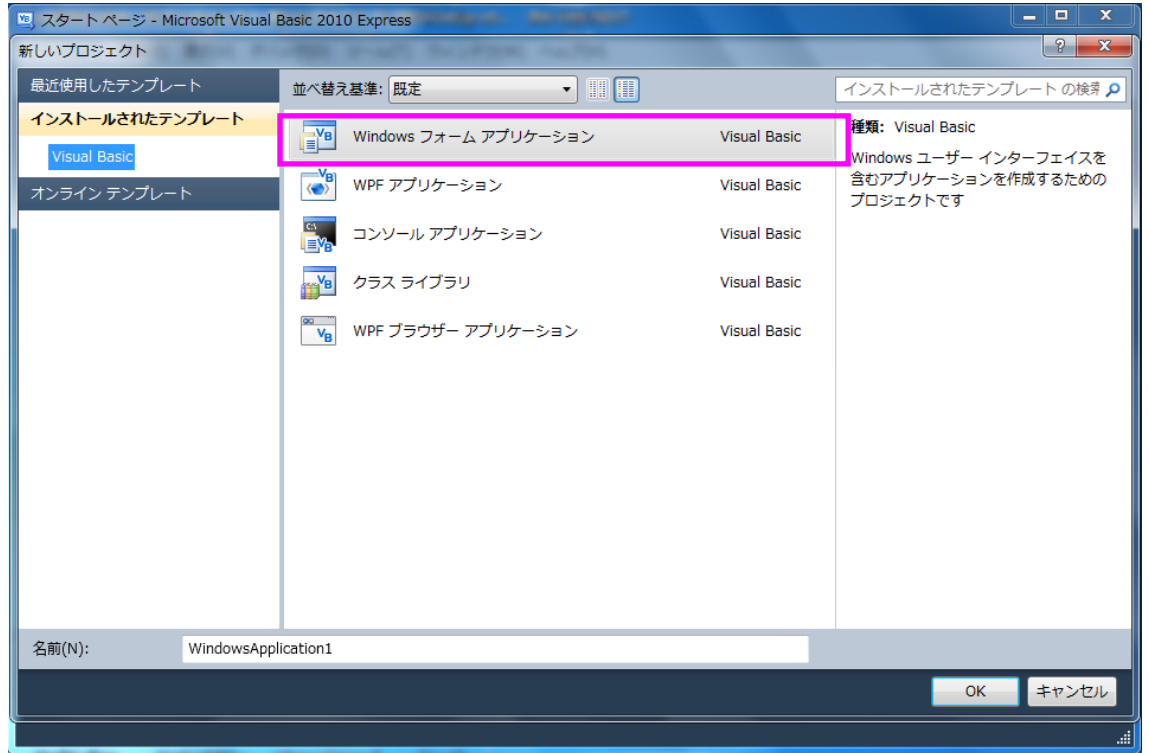 スタート ページ - Microsoft Visual Basic 2010 Express
新しいプロジェクト
最近使用したテンプレート
インストールされたテンプレート
Visual Basic
オンライン テンプレート
並べ替え基準: 既定
Windows フォーム アプリケーション Visual Basic
WPF アプリケーション Visual Basic
コンソール アプリケーション Visual Basic
クラス ライブラリ Visual Basic
WPF ブラウザー アプリケーション Visual Basic
インストールされたテンプレート の検索
種類: Visual Basic
Windows ユーザー インターフェイスを
含むアプリケーションを作成するための
プロジェクトです
名前(N): WindowsApplication1
OK キャンセル